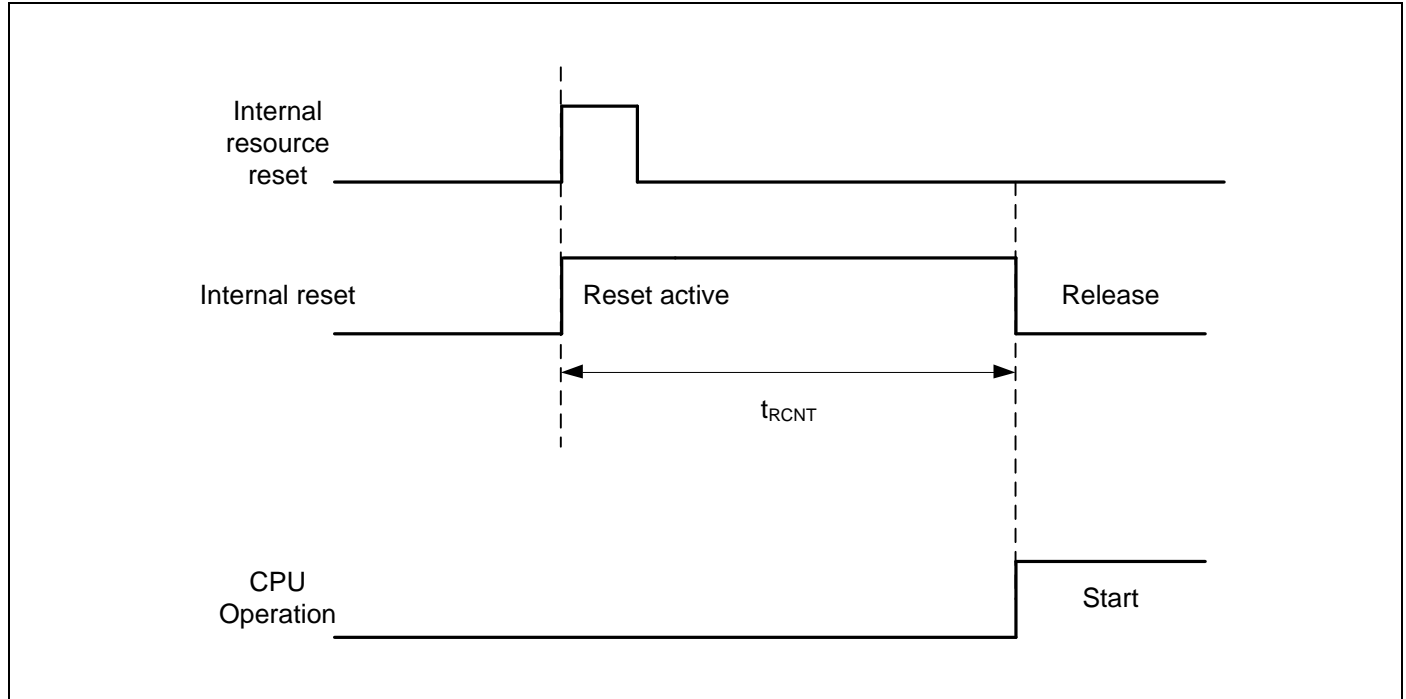 Internal
resource
reset
Internal reset
Reset active
Release
tRCNT
CPU
Operation
Start